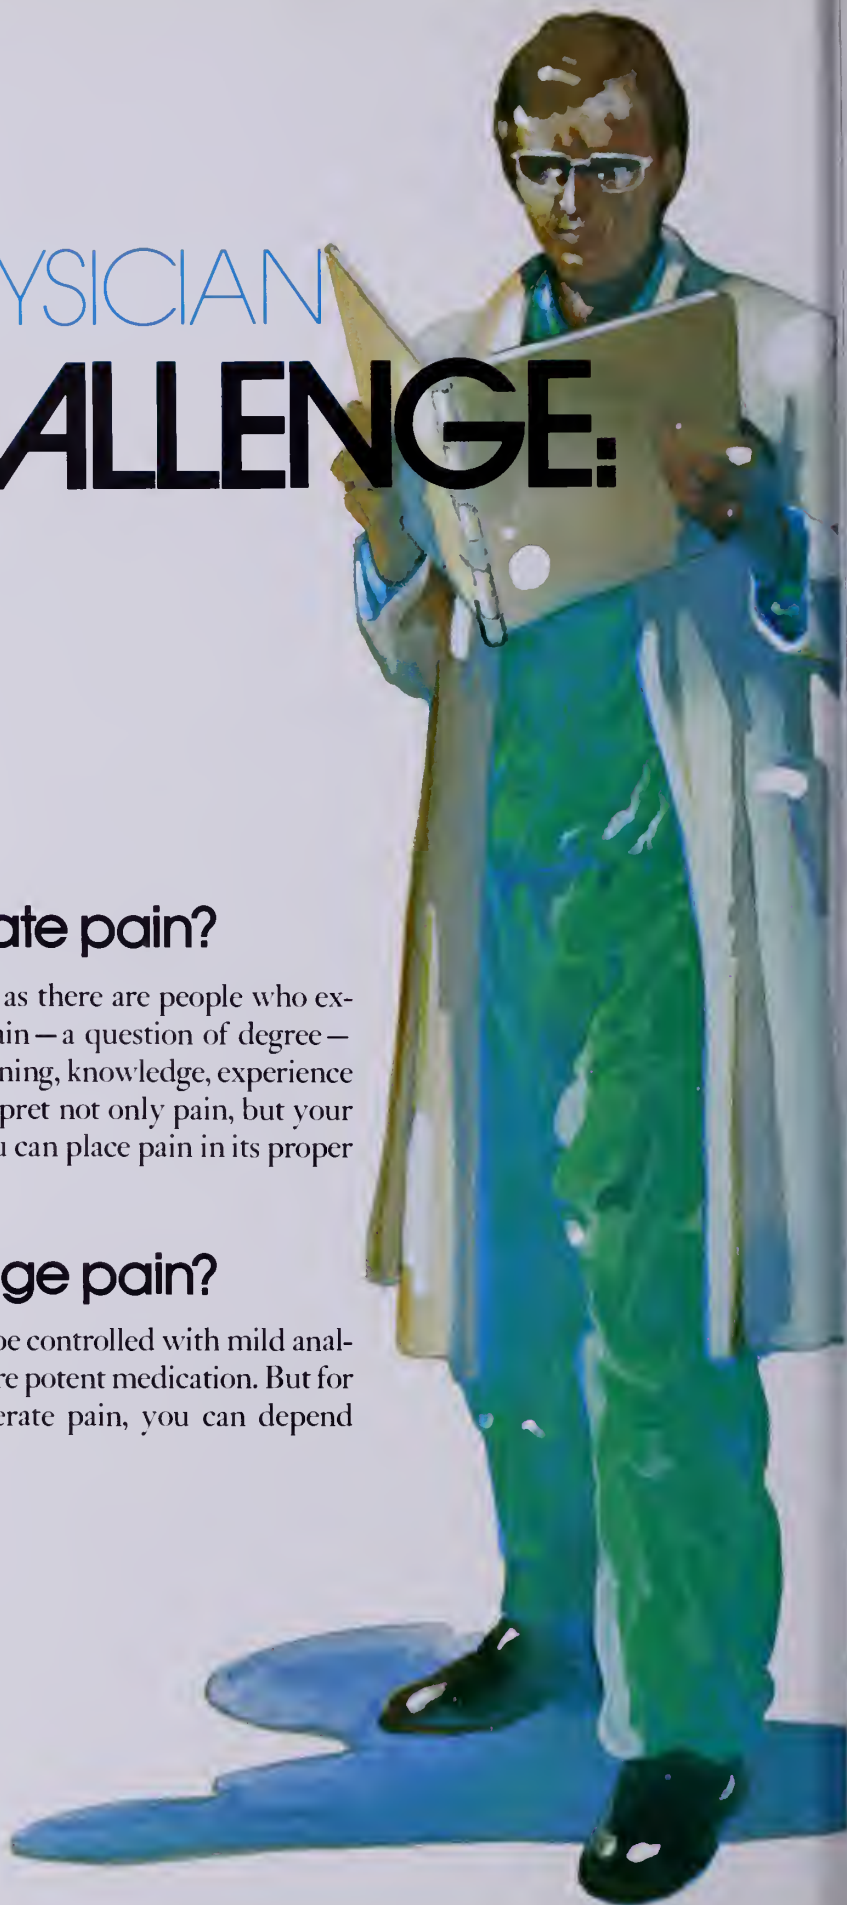 YSICIAN
ALLENGE:
ate pain?
as there are people who ex-
ain — a question of degree —
ning, knowledge, experience
pret not only pain, but your
u can place pain in its proper
ge pain?
be controlled with mild anal-
re potent medication. But for
erate pain, you can depend